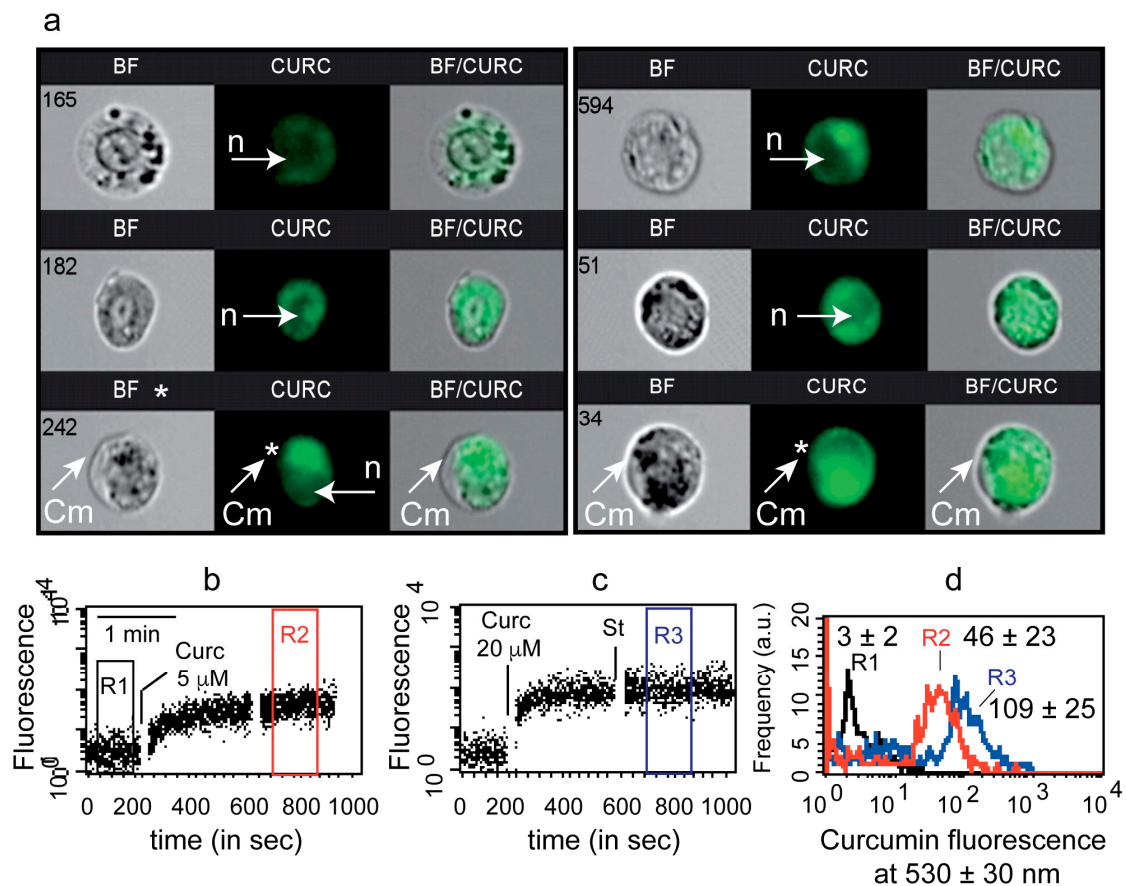 a
BF CURC BF/CURC
165
n
BF CURC BF/CURC
182
n
BF * CURC BF/CURC
242
*
n
Cm Cm Cm
BF CURC BF/CURC
594
n
BF CURC BF/CURC
51
n
BF CURC BF/CURC
34
*
Cm Cm Cm
b
Fluorescence
1 min
R1
Curc
5 µM
R2
0 200 400 600 800 1000
time (in sec)
c
Fluorescence
10 4
10 0
Curc
20 µM
St
R3
0 200 400 600 800 1000
time (in sec)
d
Frequency (a.u.)
20
15
10
5
0
3 ± 2
R1
R2
46 ± 23
R3
109 ± 25
10 0 10 1 10 2 10 3 10 4
Curcumin fluorescence
at 530 ± 30 nm